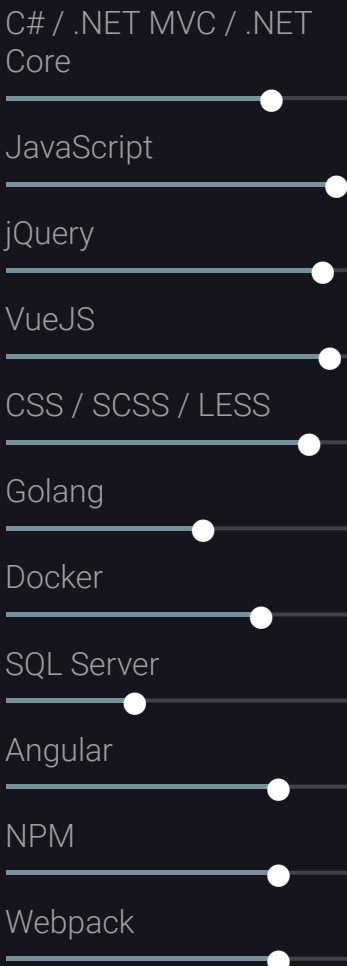 C# / .NET MVC / .NET
Core
JavaScript
jQuery
VueJS
CSS / SCSS / LESS
Golang
Docker
SQL Server
Angular
NPM
Webpack